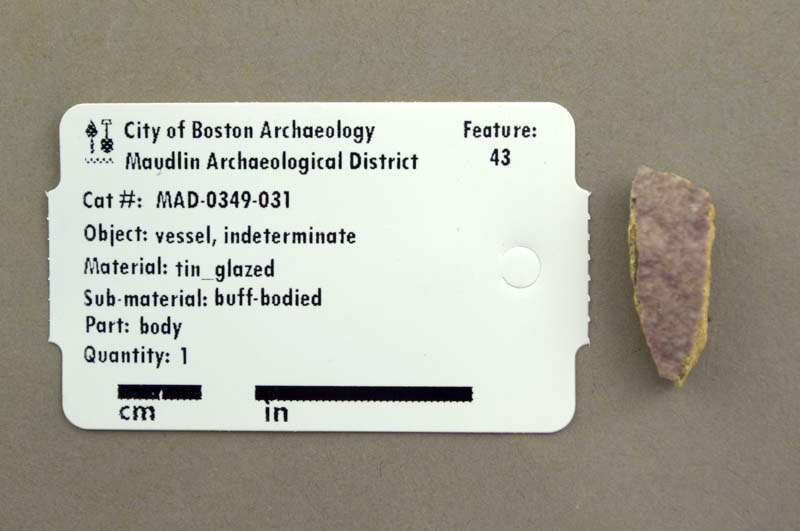 City of Boston Archaeology
Maudlin Archaeological District
Feature:
43
Cat #: MAD-0349-031
Object: vessel, indeterminate
Material: tin_glazed
Sub-material: buff-bodied
Part: body
Quantity: 1
cm in